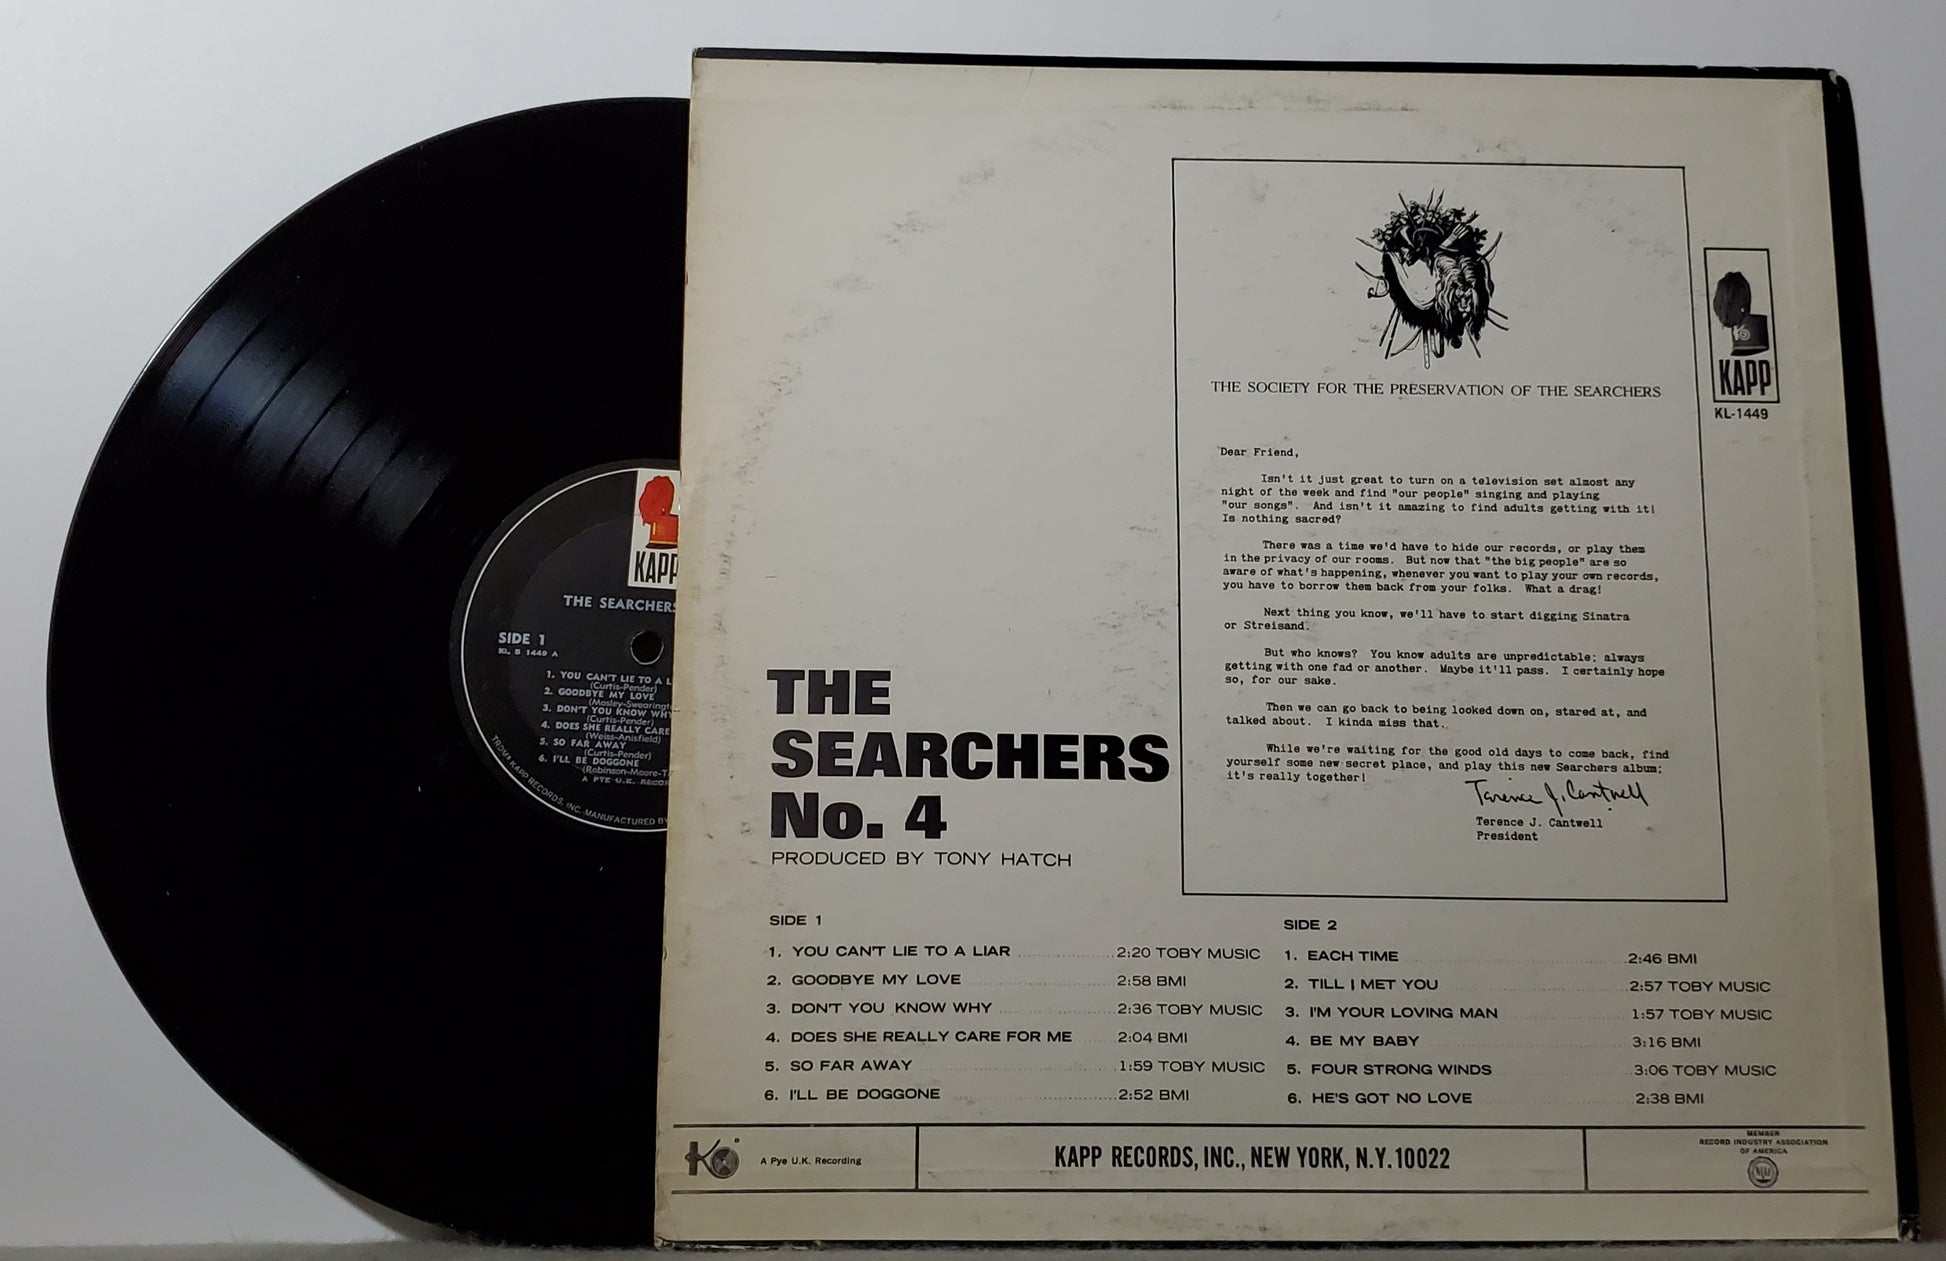 KAPP
THE SEARCHERS
SIDE 1
KL S 1449 A
1. YOU CAN'T LIE TO A L
(Curtis-Pender)
2. GOODBYE MY LOVE
(Mosley-Swearingt
3. DON'T YOU KNOW WHY
(Curtis-Pender)
4. DOES SHE REALLY CARE
(Weiss-Anisfield)
5. SO FAR AWAY
(Curtis-Pender)
6. I'LL BE DOGGONE
(Robinson-Moore-T
A PYE U.K. RECOR
KAPP RECORDS, INC. MANUFACTURED BY
THE SOCIETY FOR THE PRESERVATION OF THE SEARCHERS
Dear Friend,
Isn't it just great to turn on a television set almost any
night of the week and find "our people" singing and playing
"our songs". And isn't it amazing to find adults getting with it!
Is nothing sacred?
There was a time we'd have to hide our records, or play them
in the privacy of our rooms. But now that "the big people" are so
aware of what's happening, whenever you want to play your own records,
you have to borrow them back from your folks. What a drag!
Next thing you know, we'll have to start digging Sinatra
or Streisand.
But who knows? You know adults are unpredictable; always
getting with one fad or another. Maybe it'll pass. I certainly hope
so, for our sake.
Then we can go back to being looked down on, stared at, and
talked about. I kinda miss that.
While we're waiting for the good old days to come back, find
yourself some new secret place, and play this new Searchers album;
it's really together!
Terence J. Cantwell
Terence J. Cantwell
President
KAPP
KL-1449
THE
SEARCHERS
No. 4
PRODUCED BY TONY HATCH
SIDE 1
1. YOU CAN'T LIE TO A LIAR 2:20 TOBY MUSIC
2. GOODBYE MY LOVE 2:58 BMI
3. DON'T YOU KNOW WHY 2:36 TOBY MUSIC
4. DOES SHE REALLY CARE FOR ME 2:04 BMI
5. SO FAR AWAY 1:59 TOBY MUSIC
6. I'LL BE DOGGONE 2:52 BMI
SIDE 2
1. EACH TIME 2:46 BMI
2. TILL I MET YOU 2:57 TOBY MUSIC
3. I'M YOUR LOVING MAN 1:57 TOBY MUSIC
4. BE MY BABY 3:16 BMI
5. FOUR STRONG WINDS 3:06 TOBY MUSIC
6. HE'S GOT NO LOVE 2:38 BMI
A Pye U.K. Recording
KAPP RECORDS, INC., NEW YORK, N.Y. 10022
MEMBER
RECORD INDUSTRY ASSOCIATION
OF AMERICA